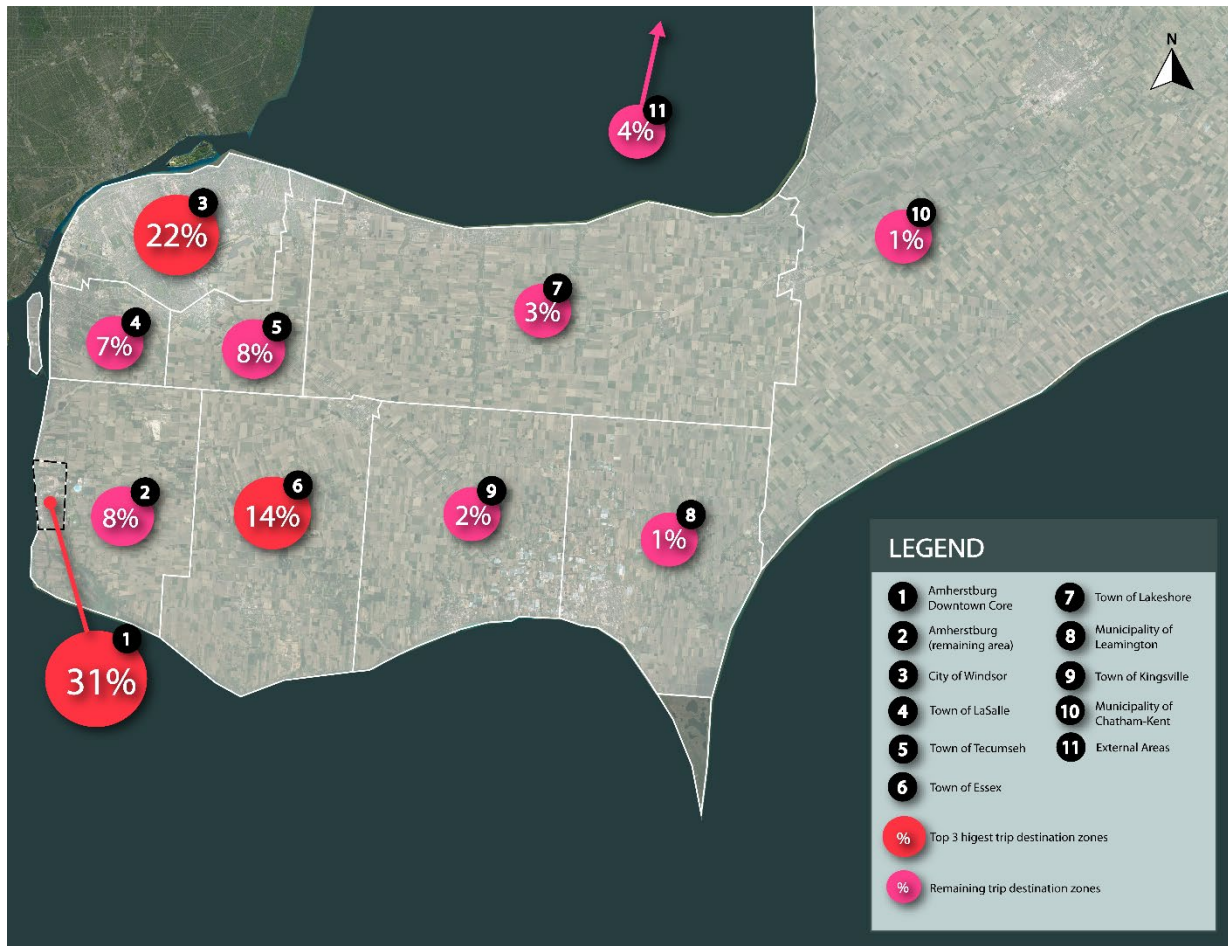 N
11
4%
3
22%
10
1%
7
3%
4
7%
5
8%
2
8%
6
14%
9
2%
8
1%
1
31%
LEGEND
1
Amherstburg
Downtown Core
2
Amherstburg
(remaining area)
3
City of Windsor
4
Town of LaSalle
5
Town of Tecumseh
6
Town of Essex
7
Town of Lakeshore
8
Municipality of
Leamington
9
Town of Kingsville
10
Municipality of
Chatham-Kent
11
External Areas
%
Top 3 higest trip destination zones
%
Remaining trip destination zones